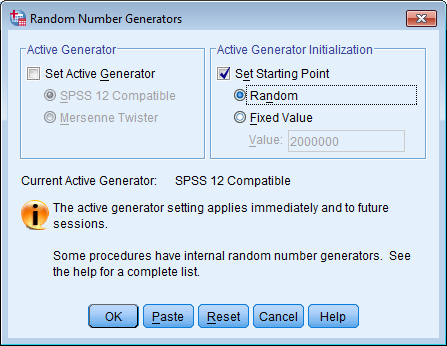 Random Number Generators
Active Generator
Set Active Generator
SPSS 12 Compatible
Mersenne Twister
Active Generator Initialization
Set Starting Point
Random
Fixed Value
Value: 2000000
Current Active Generator: SPSS 12 Compatible
The active generator setting applies immediately and to future
sessions.
Some procedures have internal random number generators. See
the help for a complete list.
OK Paste Reset Cancel Help